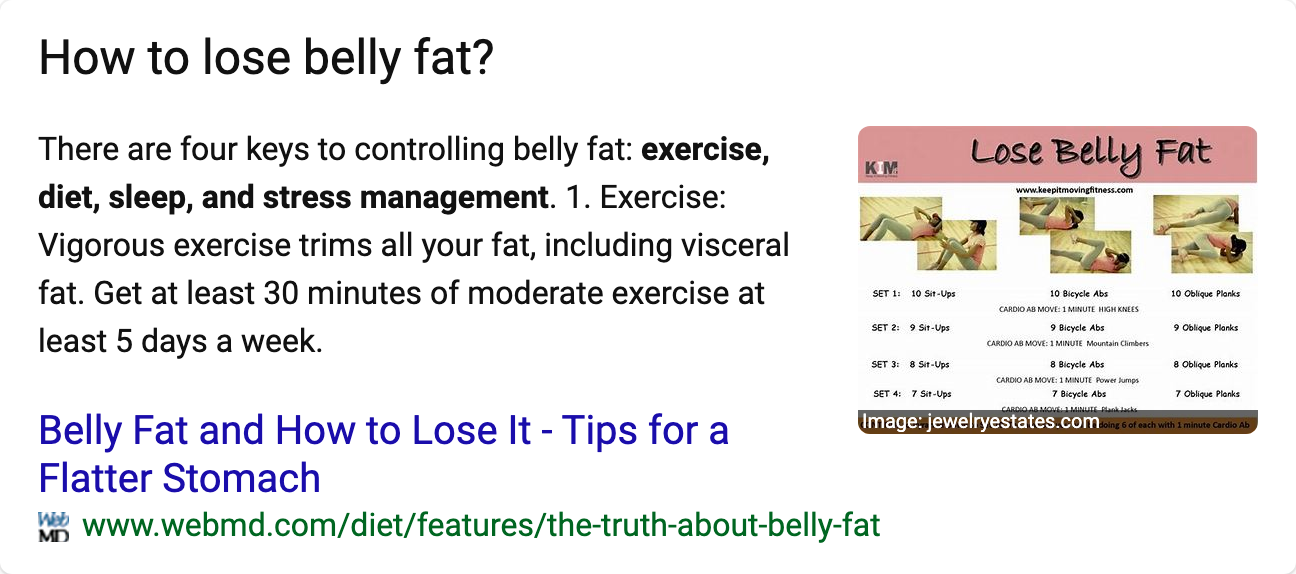 How to lose belly fat?
There are four keys to controlling belly fat: exercise,
diet, sleep, and stress management. 1. Exercise:
Vigorous exercise trims all your fat, including visceral
fat. Get at least 30 minutes of moderate exercise at
least 5 days a week.
Belly Fat and How to Lose It - Tips for a
Flatter Stomach
Web
MD
www.webmd.com/diet/features/the-truth-about-belly-fat
Lose Belly Fat
KIM
www.keepitmovingfitness.com
SET 1: 10 Sit-Ups 10 Bicycle Abs 10 Oblique Planks
CARDIO AB MOVE: 1 MINUTE HIGH KNEES
SET 2: 9 Sit-Ups 9 Bicycle Abs 9 Oblique Planks
CARDIO AB MOVE: 1 MINUTE Mountain Climbers
SET 3: 8 Sit-Ups 8 Bicycle Abs 8 Oblique Planks
CARDIO AB MOVE: 1 MINUTE Power Jumps
SET 4: 7 Sit-Ups 7 Bicycle Abs 7 Oblique Planks
CARDIO AB MOVE: 1 MINUTE Plank Jacks
Image: jewelryestates.com
doing 6 of each with 1 minute Cardio Ab